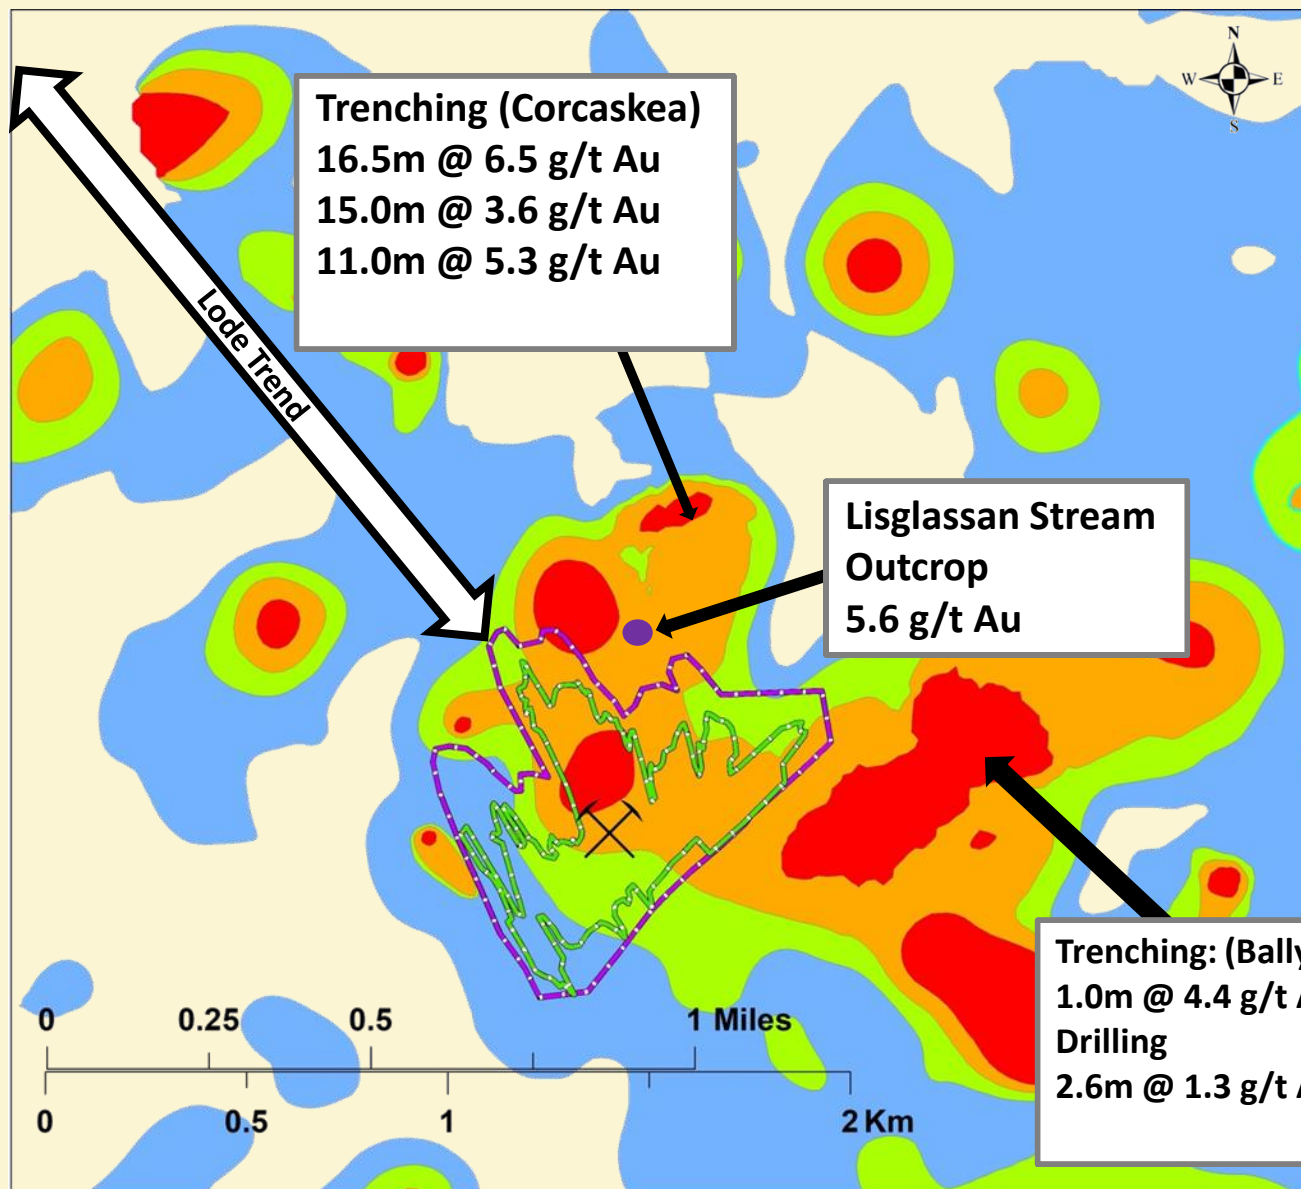 N
W E
S
Trenching (Corcaskea)
16.5m @ 6.5 g/t Au
15.0m @ 3.6 g/t Au
11.0m @ 5.3 g/t Au
Lode Trend
Lisglassan Stream
Outcrop
5.6 g/t Au
Trenching: (Bally
1.0m @ 4.4 g/t A
Drilling
2.6m @ 1.3 g/t A
0 0.25 0.5 1 Miles
0 0.5 1 2 Km